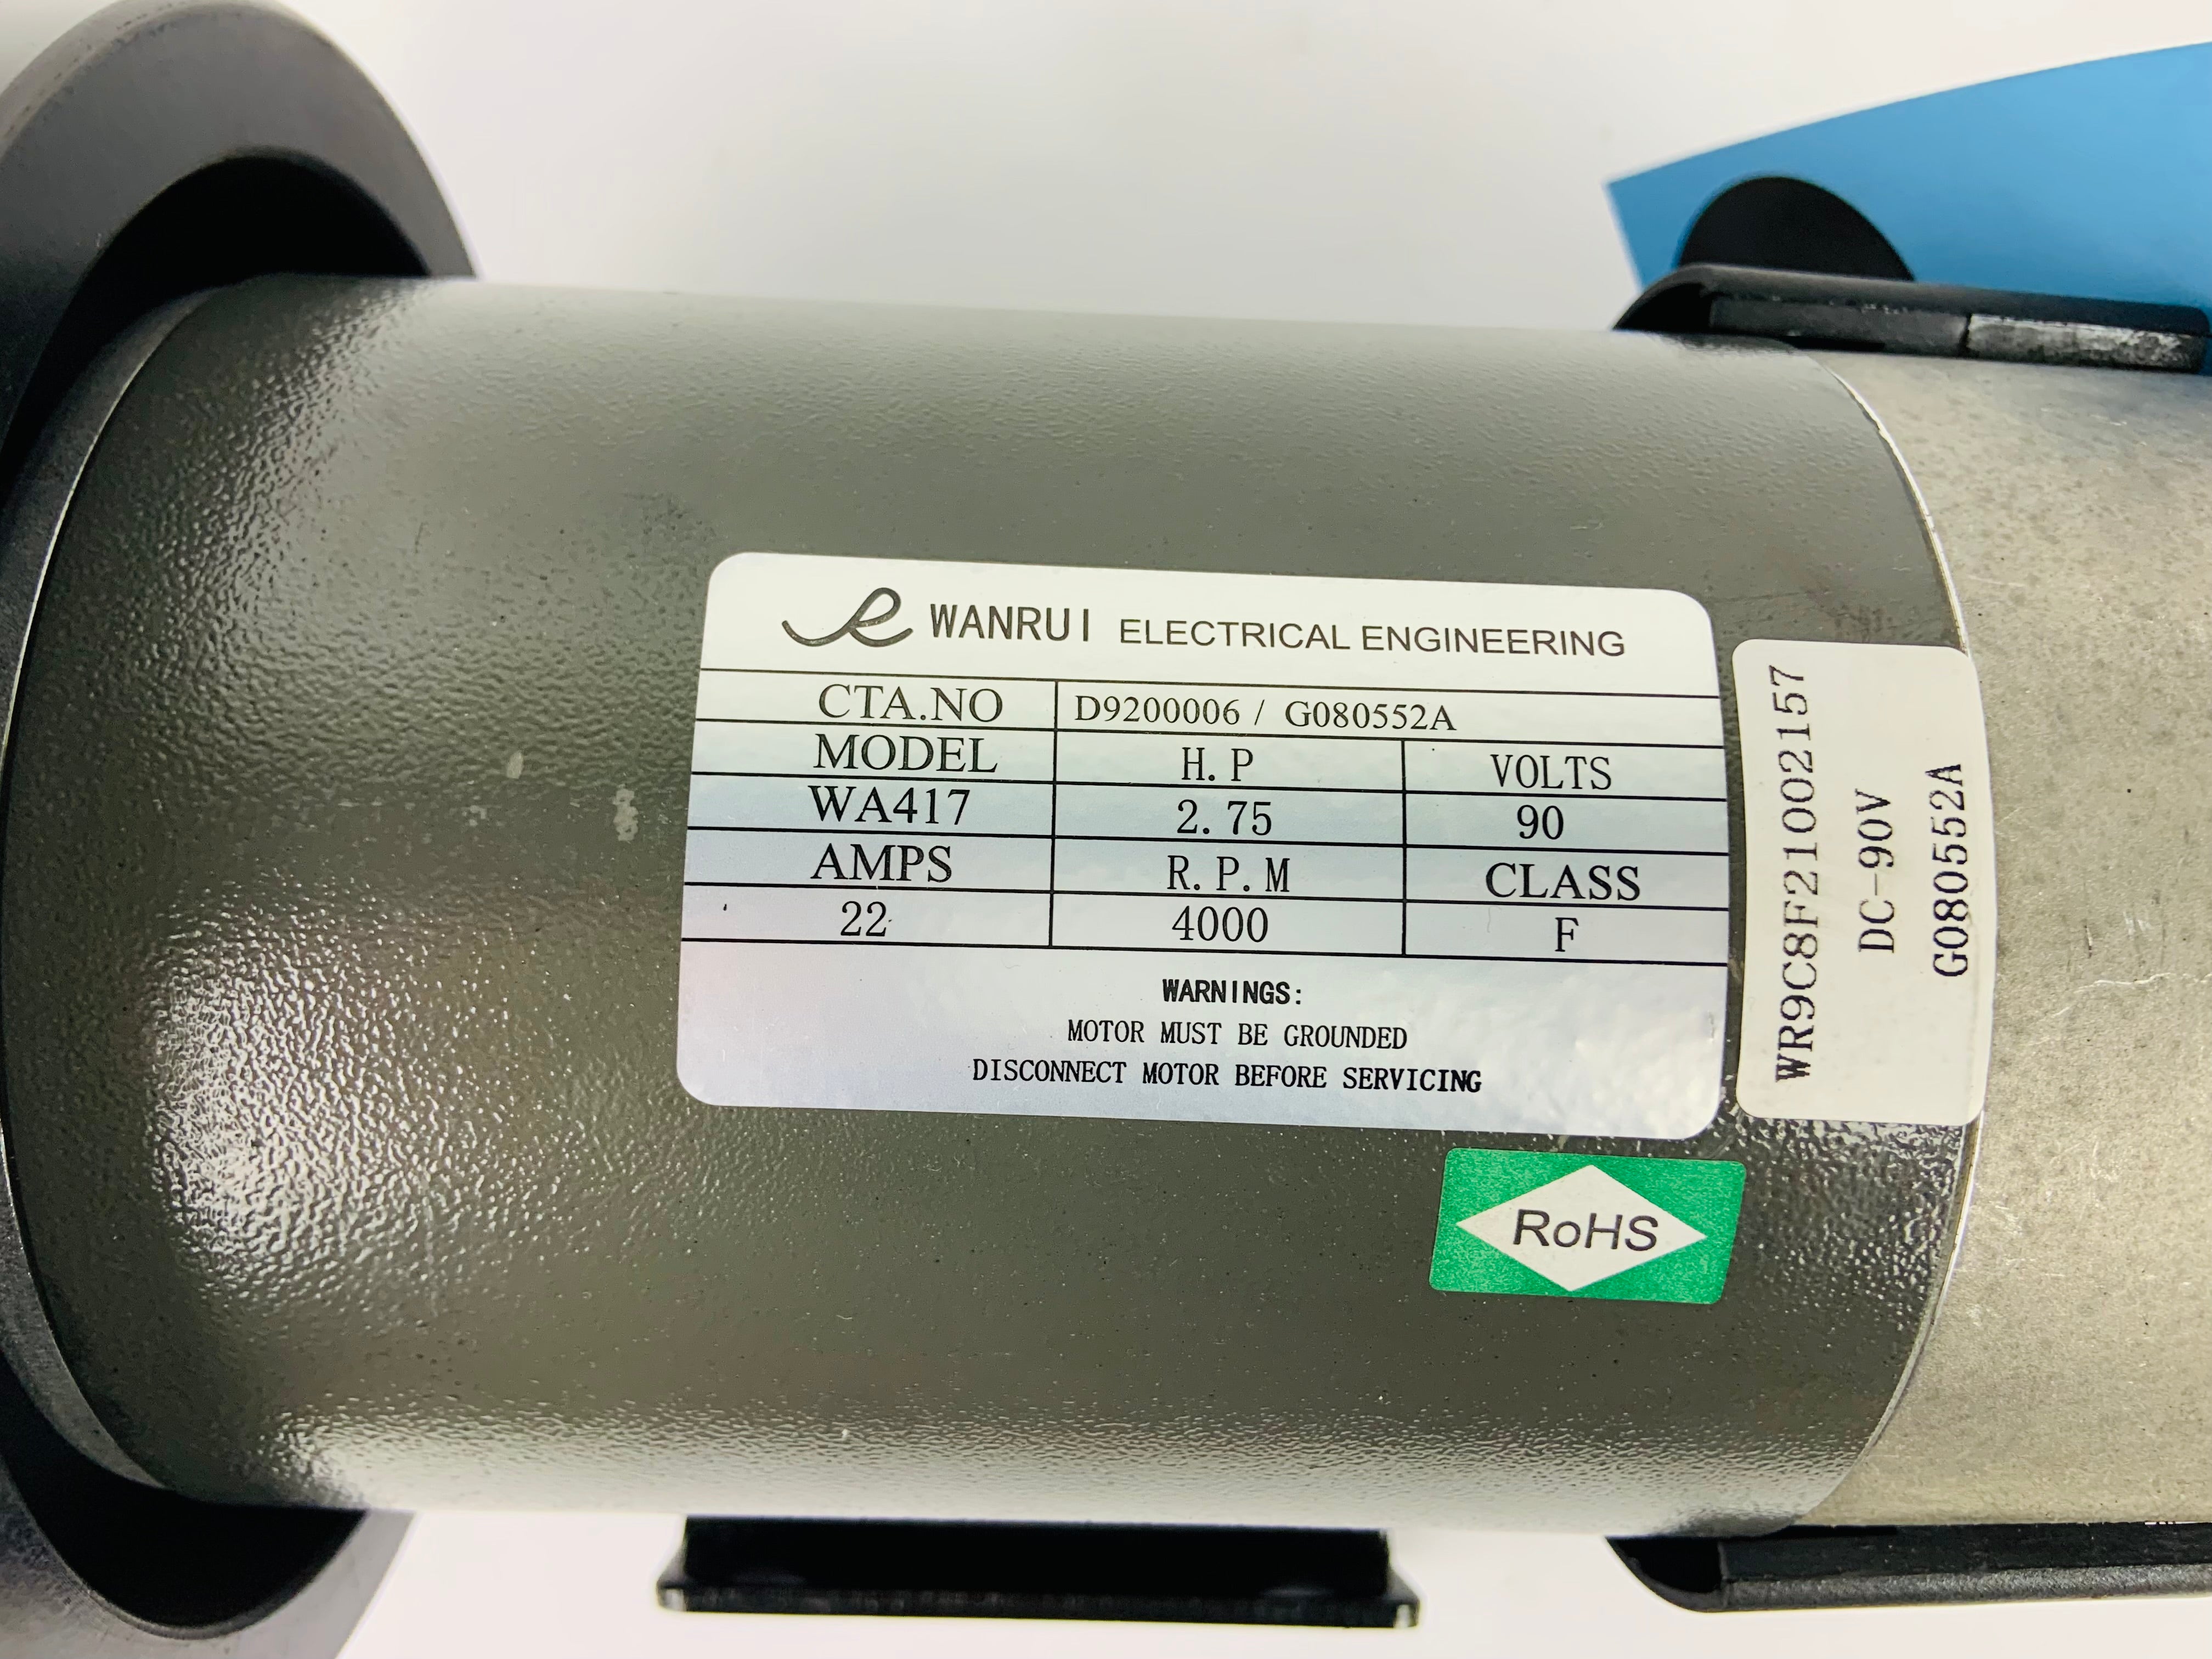 WANRUI ELECTRICAL ENGINEERING
CTA.NO D9200006 / G080552A
MODEL H.P VOLTS
WA417 2.75 90
AMPS R.P.M CLASS
22 4000 F
WARNINGS:
MOTOR MUST BE GROUNDED
DISCONNECT MOTOR BEFORE SERVICING
WR9C8F21002157
DC-90V
G080552A
RoHS